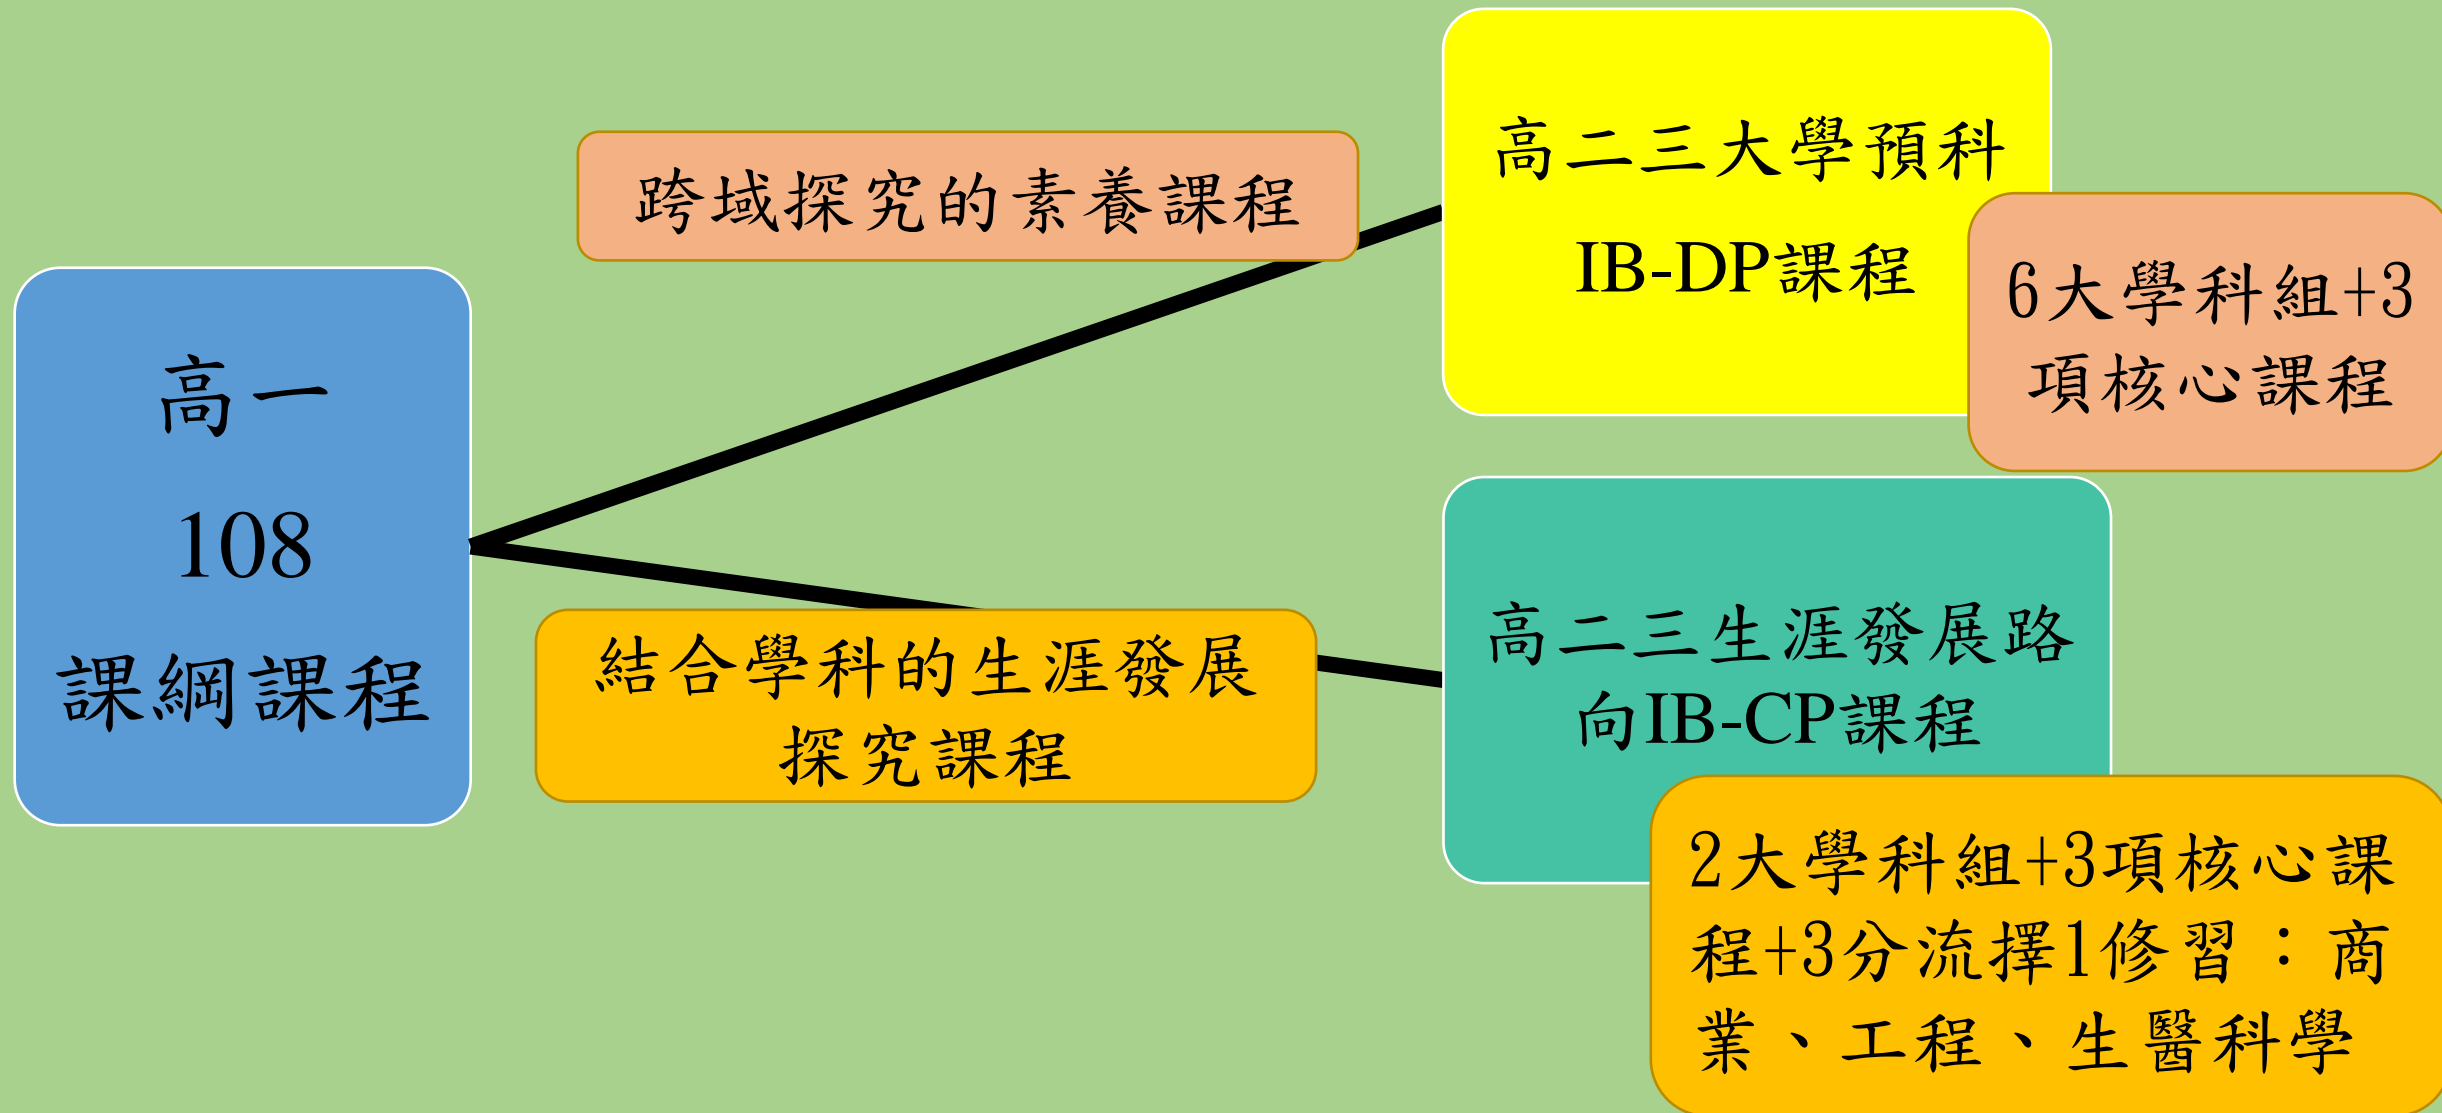 高一
108
課綱課程
跨域探究的素養課程
高二三大學預科
IB-DP課程
6大學科組+3
項核心課程
結合學科的生涯發展
探究課程
高二三生涯發展路
向IB-CP課程
2大學科組+3項核心課
程+3分流擇1修習：商
業、工程、生醫科學